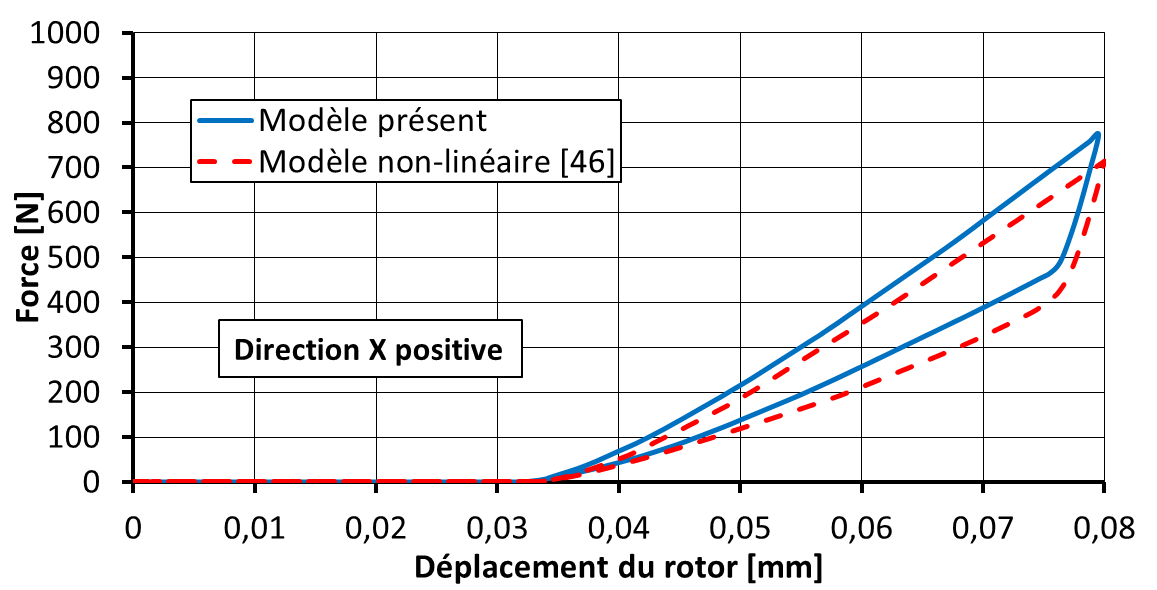 1000
900
800
700
600
500
400
300
200
100
0
Force [N]
Modèle présent
Modèle non-linéaire [46]
Direction X positive
0 0,01 0,02 0,03 0,04 0,05 0,06 0,07 0,08
Déplacement du rotor [mm]